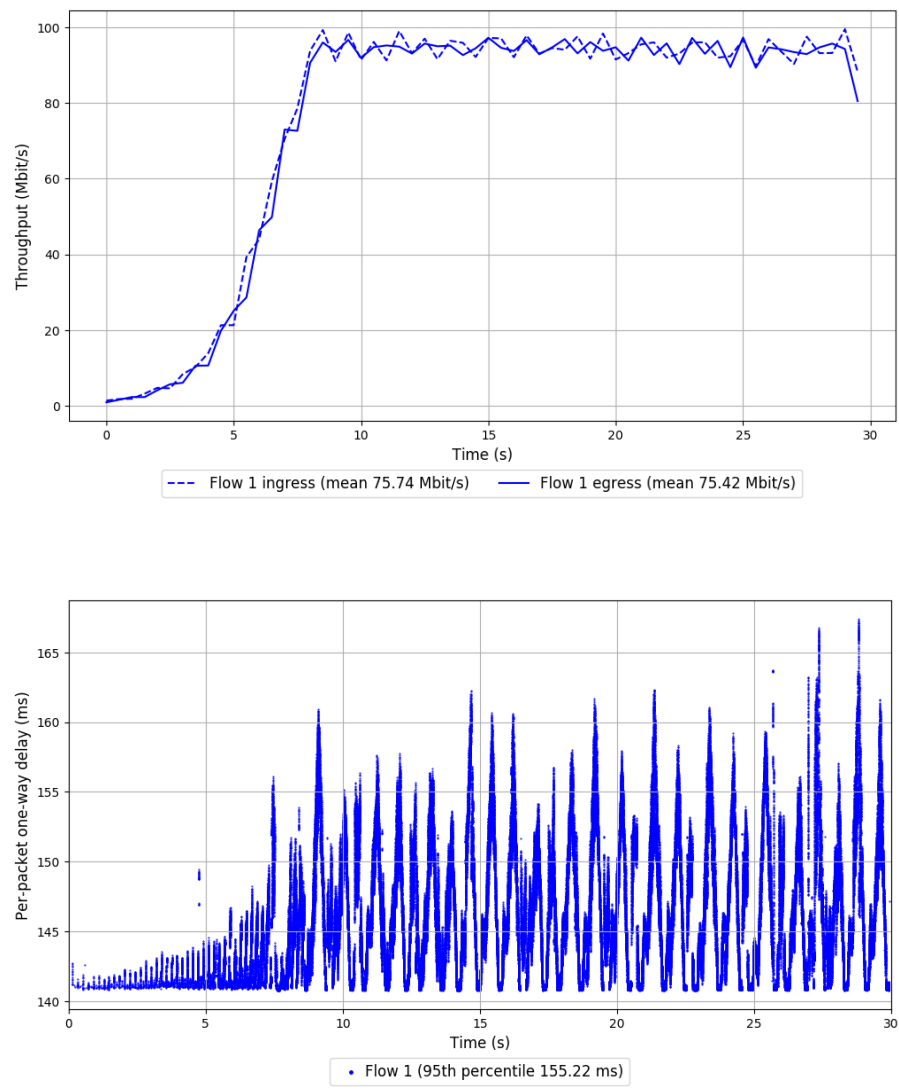 100
80
60
40
20
0
Throughput (Mbit/s)
0 5 10 15 20 25 30
Time (s)
Flow 1 ingress (mean 75.74 Mbit/s) Flow 1 egress (mean 75.42 Mbit/s)
165
160
155
150
145
140
Per-packet one-way delay (ms)
0 5 10 15 20 25 30
Time (s)
Flow 1 (95th percentile 155.22 ms)